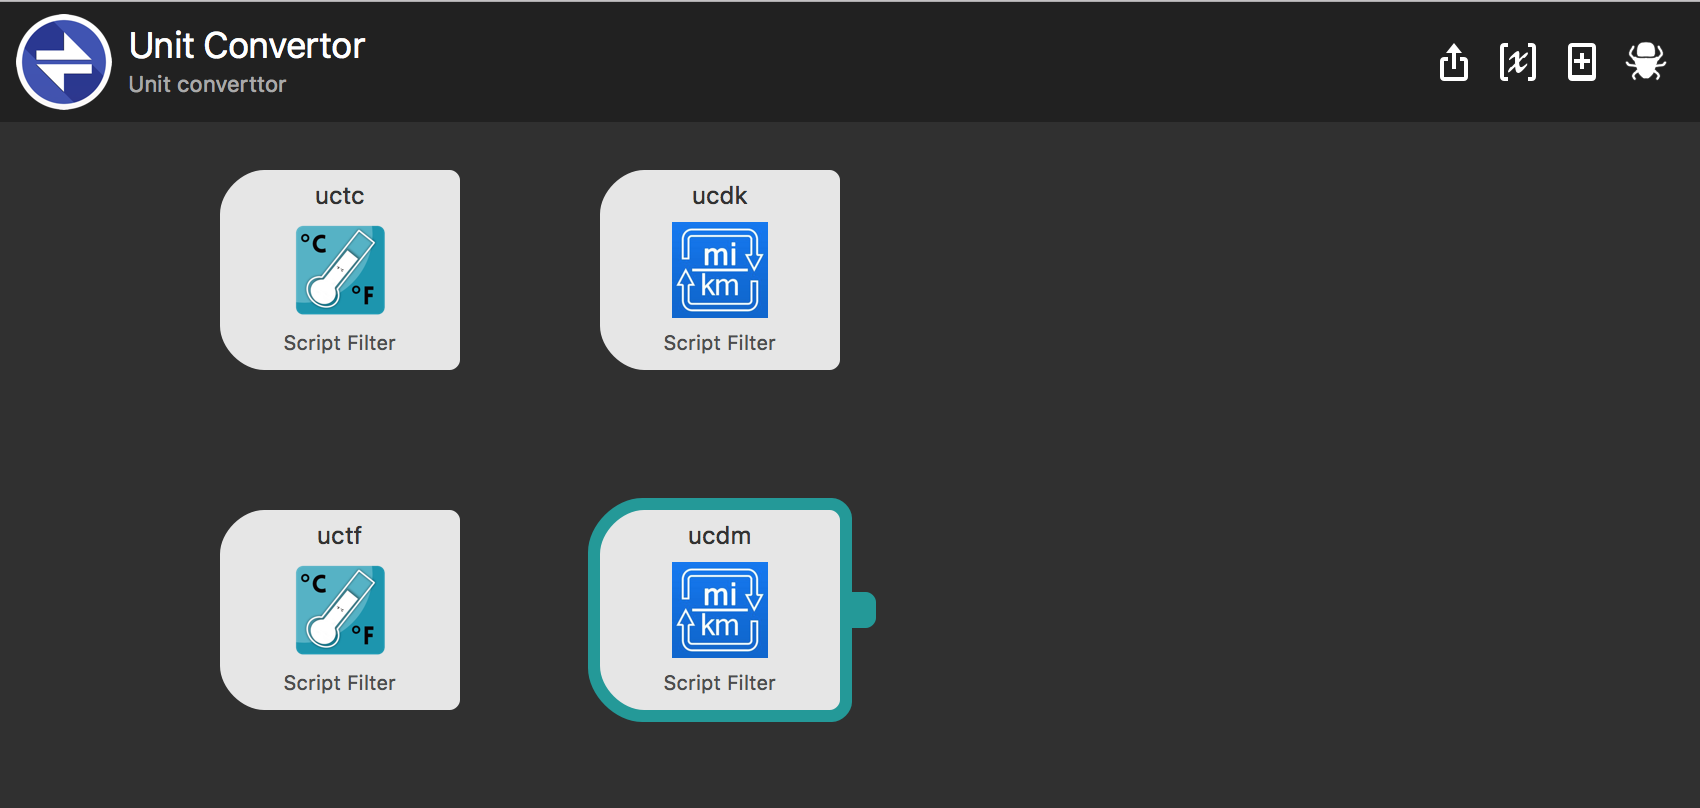 Unit Convertor
Unit converttor
[x]
uctc
°C
°F
Script Filter
ucdk
mi
km
Script Filter
uctf
°C
°F
Script Filter
ucdm
mi
km
Script Filter